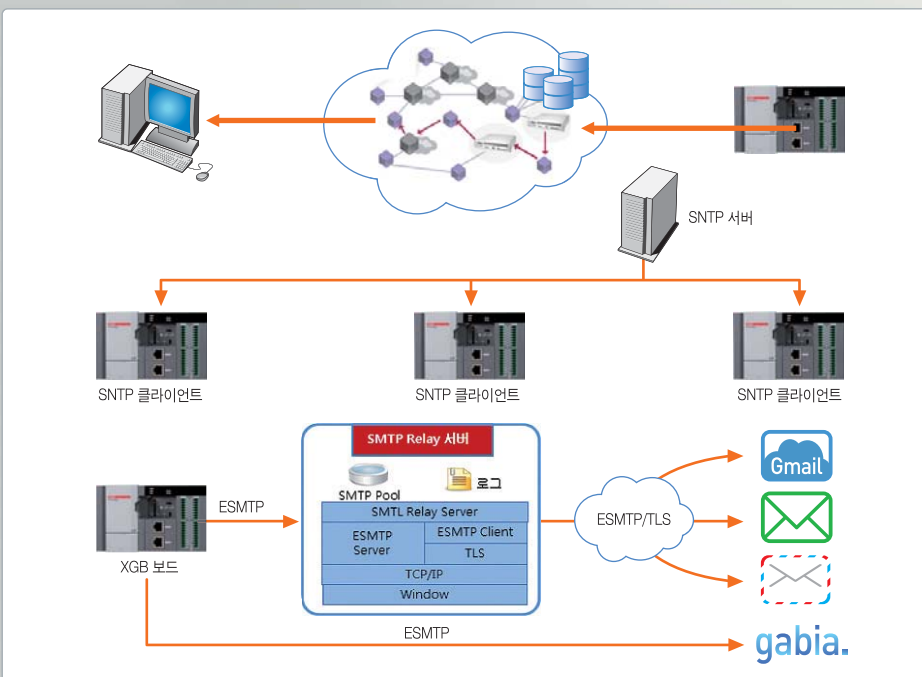 SNTP 서버
SNTP 클라이언트
SNTP 클라이언트
SNTP 클라이언트
SMTP Relay 서버
SMTP Pool
로그
SMTL Relay Server
ESMTP Server
ESMTP Client
TLS
TCP/IP
Window
ESMTP
XGB 보드
ESMTP/TLS
Gmail
ESMTP
gabia.